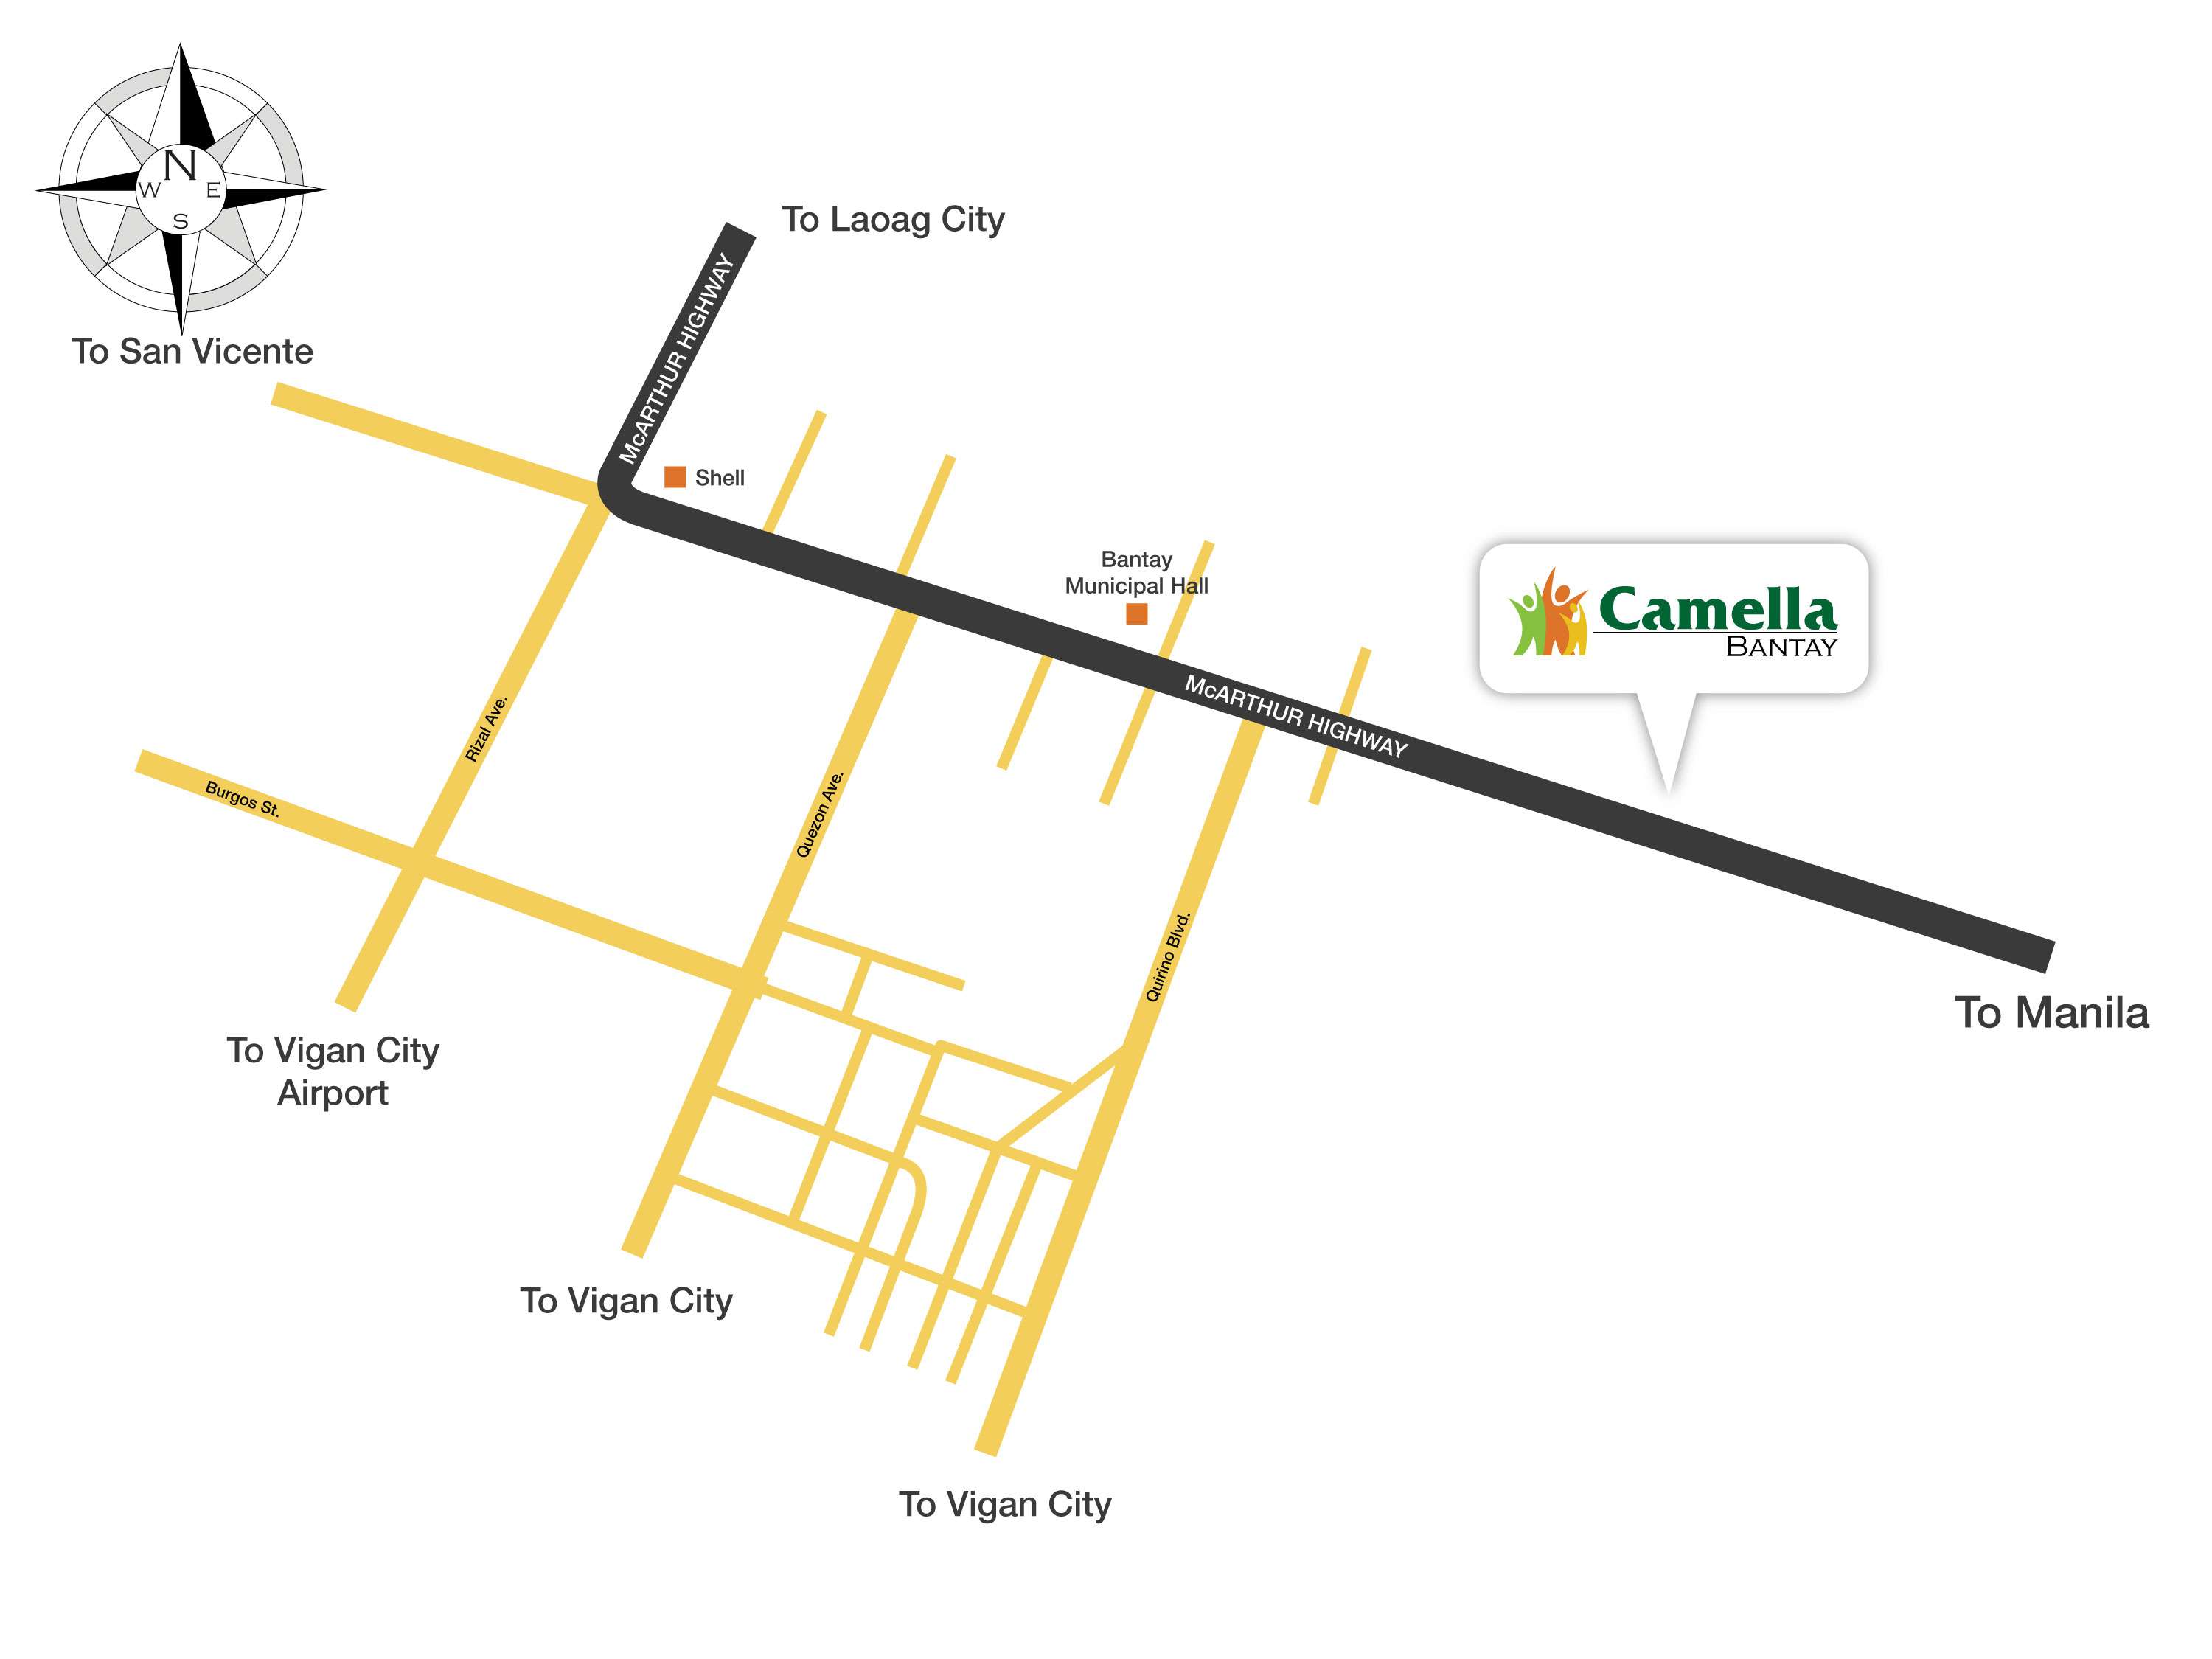 N
W E
S
To San Vicente
To Laoag City
McARTHUR HIGHWAY
Shell
Bantay
Municipal Hall
Camella
BANTAY
McARTHUR HIGHWAY
Rizal Ave.
Burgos St.
Quezon Ave.
Quirino Blvd.
To Manila
To Vigan City
Airport
To Vigan City
To Vigan City